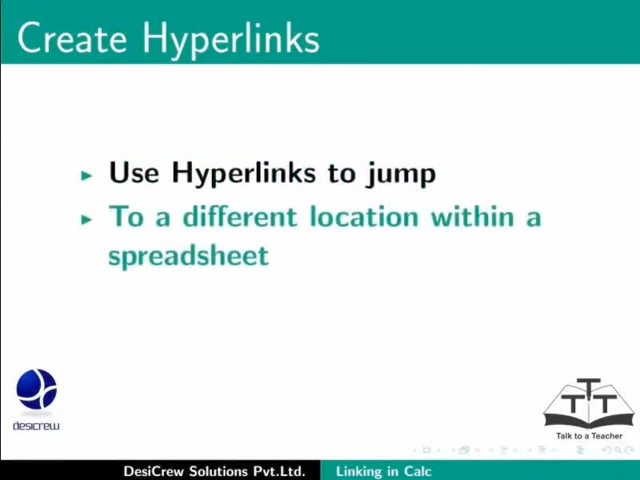 Create Hyperlinks
Use Hyperlinks to jump
To a different location within a
spreadsheet
desicrew
TTT
Talk to a Teacher
DesiCrew Solutions Pvt.Ltd.
Linking in Calc